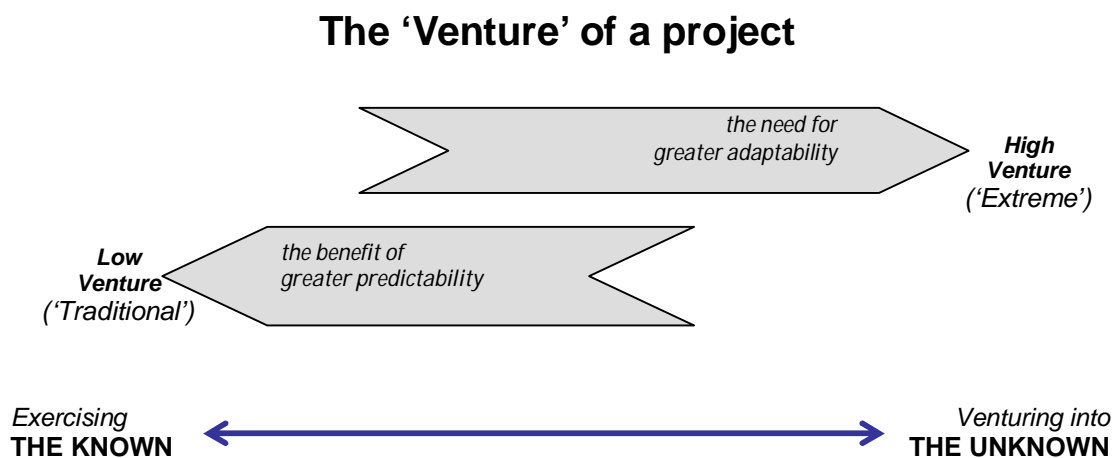 The ‘Venture’ of a project
the need for
greater adaptability
High
Venture
(‘Extreme’)
Low
Venture
(‘Traditional’)
the benefit of
greater predictability
Exercising
THE KNOWN
Venturing into
THE UNKNOWN